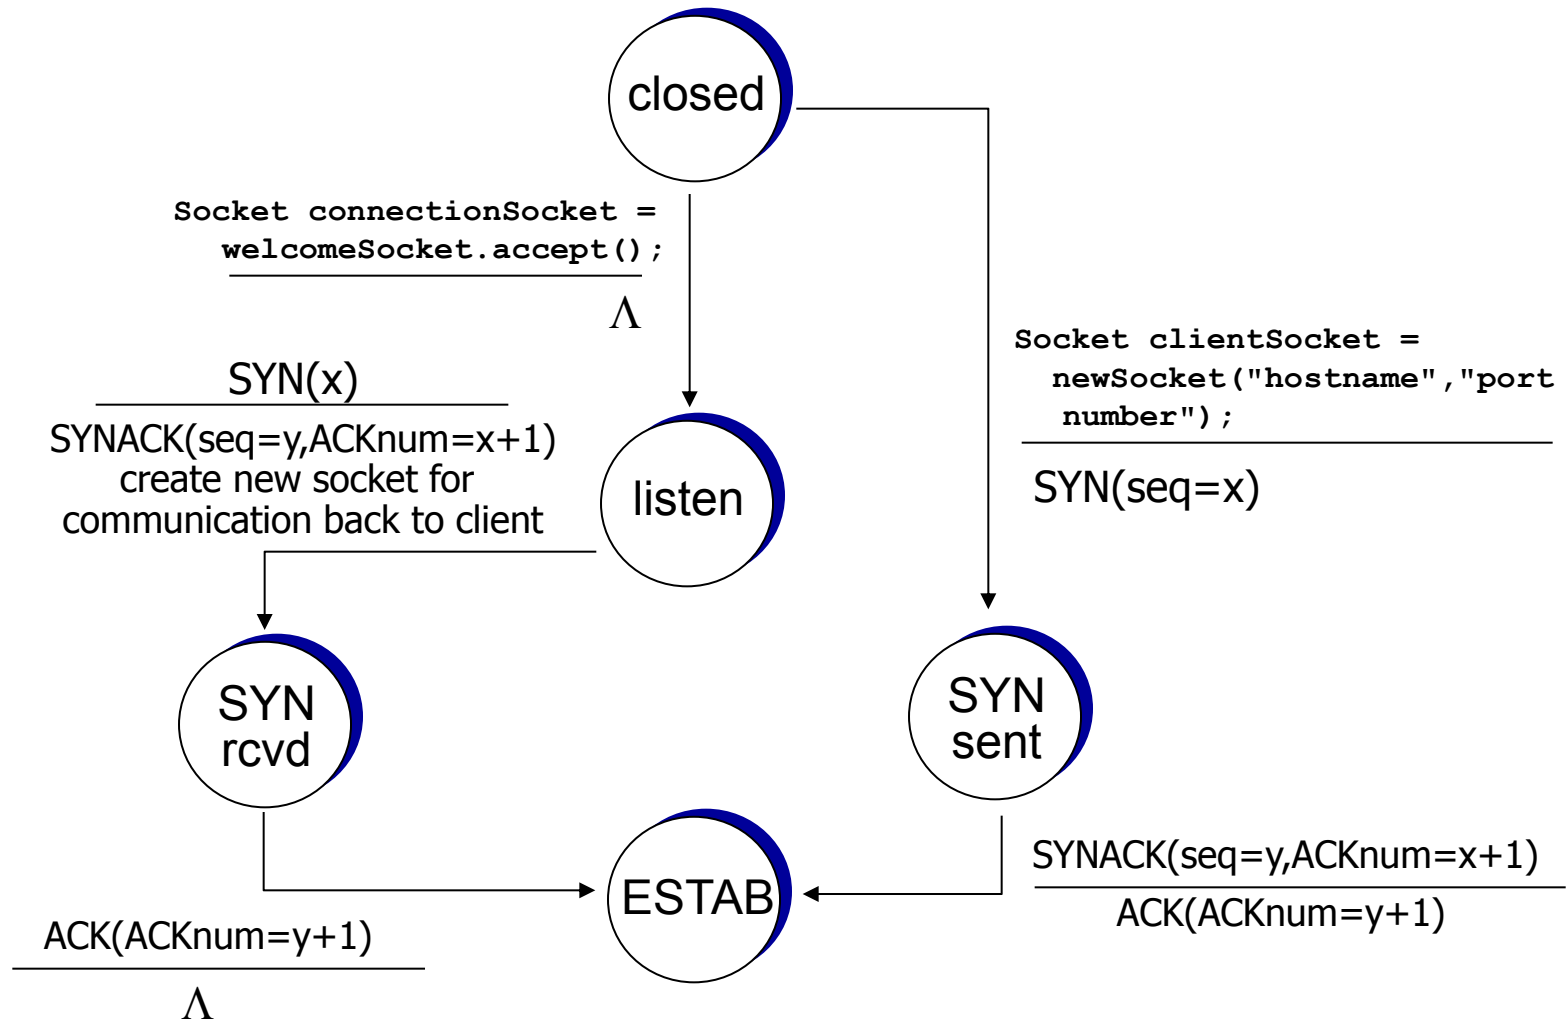 closed
Socket connectionSocket =
welcomeSocket.accept();
Λ
Socket clientSocket =
newSocket("hostname","port
number");
SYN(seq=x)
SYN(x)
SYNACK(seq=y,ACKnum=x+1)
create new socket for
communication back to client
listen
SYN
rcvd
SYN
sent
ESTAB
SYNACK(seq=y,ACKnum=x+1)
ACK(ACKnum=y+1)
ACK(ACKnum=y+1)
Λ